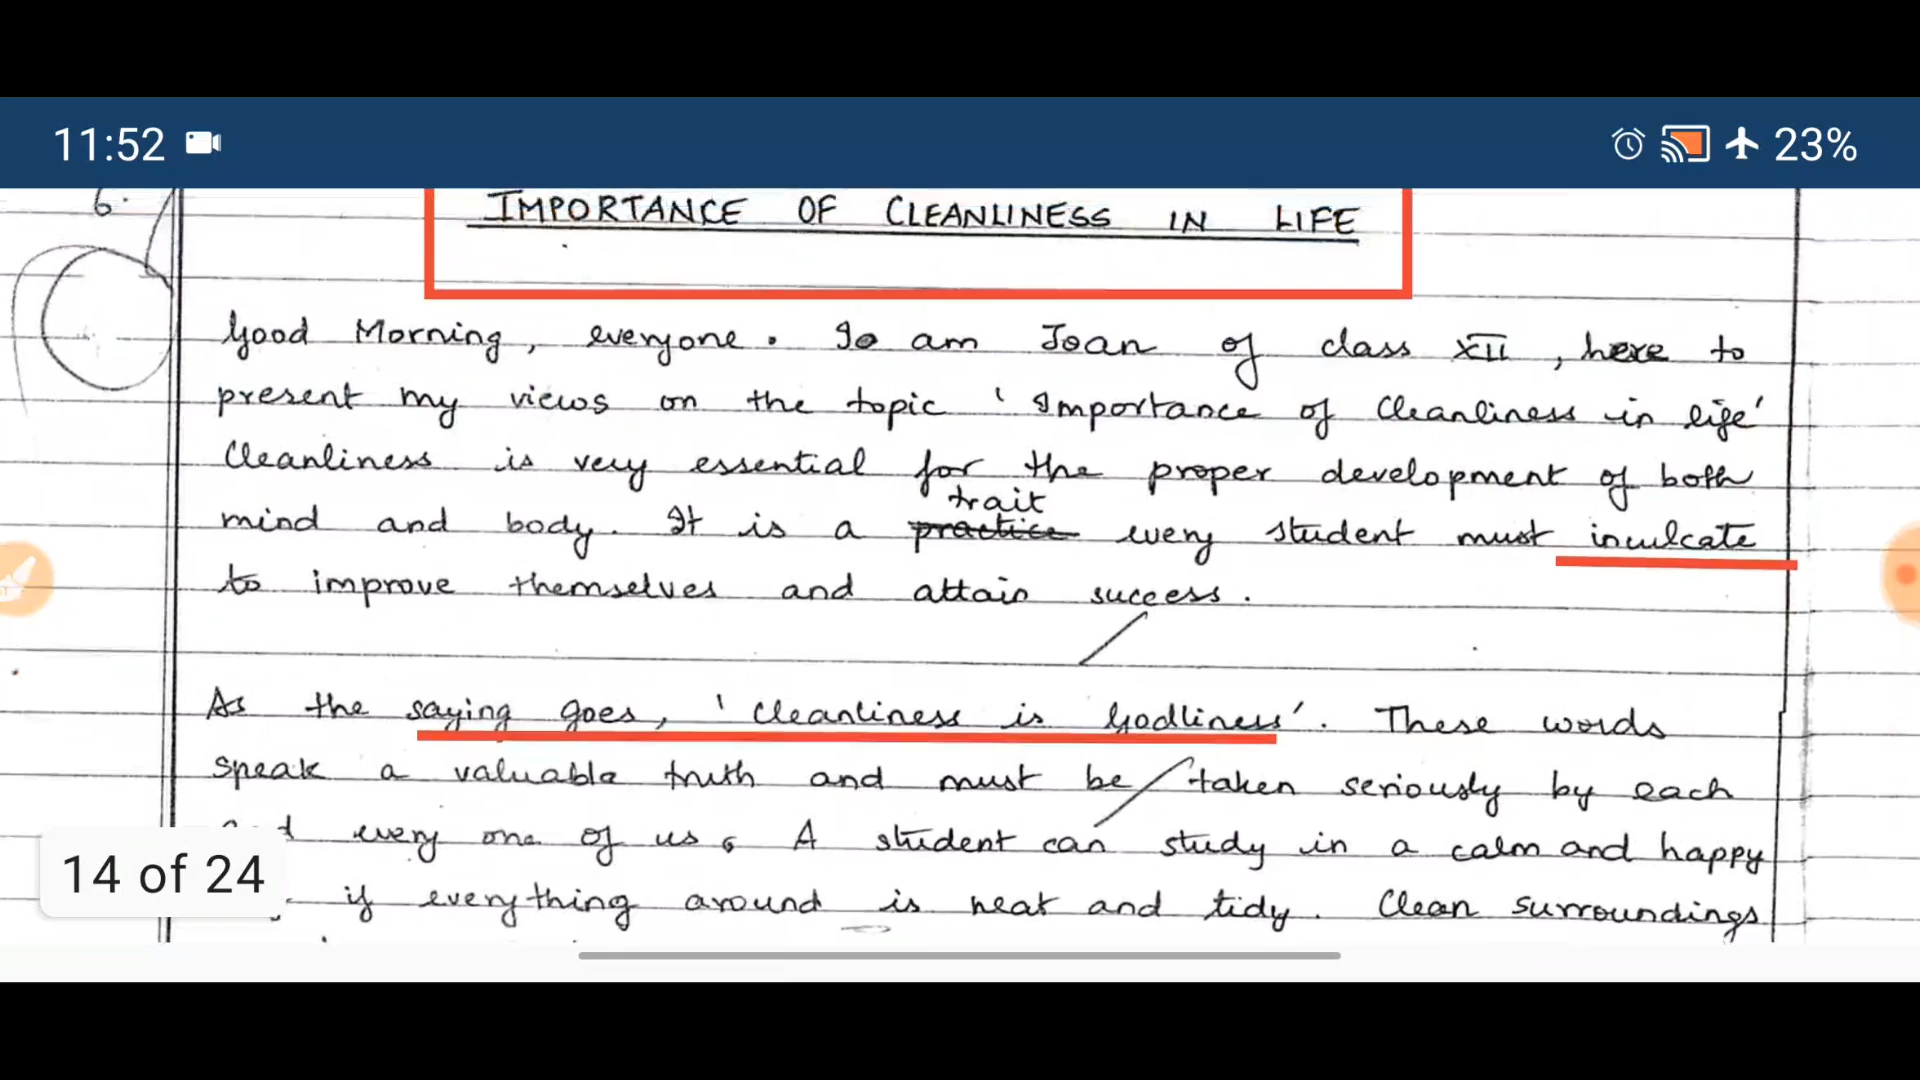 11:52 23%
6.
IMPORTANCE OF CLEANLINESS IN LIFE
Good Morning, everyone. I am Joan of class XII, here to
present my views on the topic 'Importance of Cleanliness in life'
Cleanliness is very essential for the proper development of both
trait
mind and body. It is a practice every student must inculcate
to improve themselves and attain success.
As the saying goes, 'Cleanliness is Godliness'. These words
speak a valuable truth and must be taken seriously by each
every one of us. A student can study in a calm and happy
14 of 24
if everything around is neat and tidy. Clean surroundings